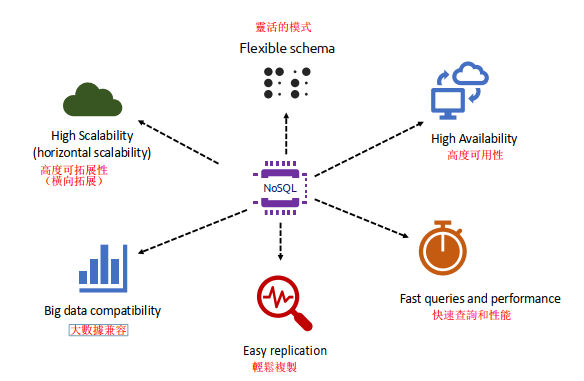 靈活的模式
Flexible schema
High Scalability
(horizontal scalability)
高度可拓展性
（橫向拓展）
High Availability
高度可用性
NoSQL
Big data compatibility
大數據兼容
Easy replication
輕鬆複製
Fast queries and performance
快速查詢和性能